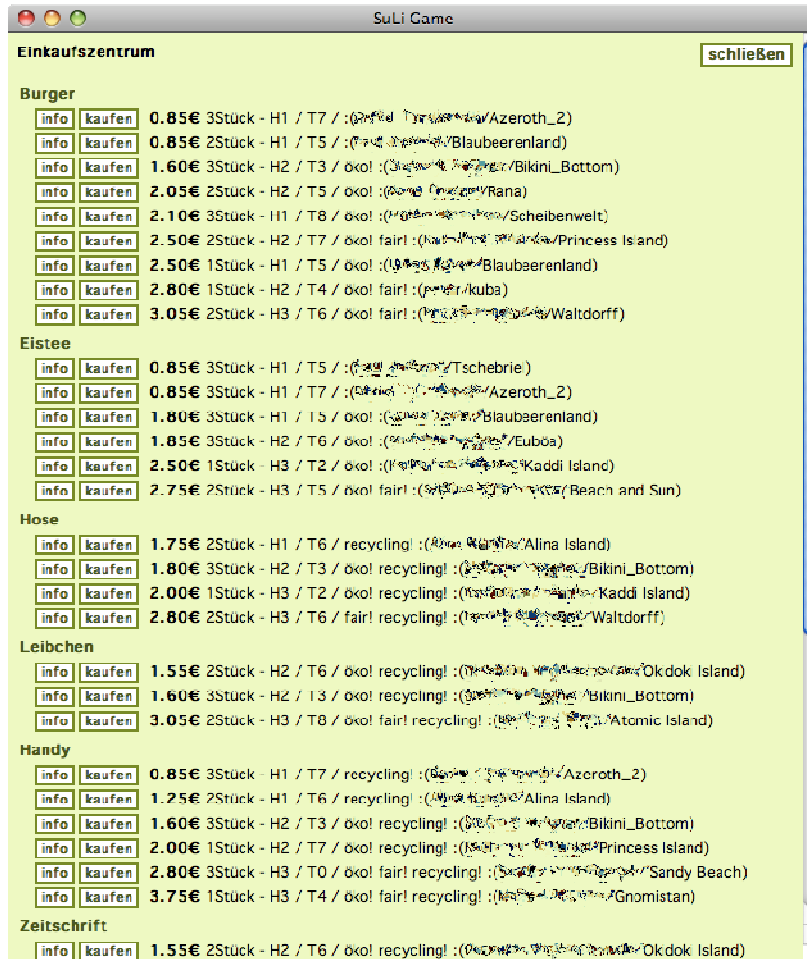 SuLi Game
Einkaufszentrum schließen
Burger
info kaufen 0.85€ 3Stück - H1 / T7 / :( /Azeroth_2)
info kaufen 0.85€ 2Stück - H1 / T5 / :( /Blaubeerenland)
info kaufen 1.60€ 3Stück - H2 / T3 / öko! :( /Bikini_Bottom)
info kaufen 2.05€ 2Stück - H2 / T5 / öko! :( /Rana)
info kaufen 2.10€ 3Stück - H1 / T8 / öko! :( /Scheibenwelt)
info kaufen 2.50€ 2Stück - H2 / T7 / öko! fair! :( /Princess Island)
info kaufen 2.50€ 1Stück - H1 / T5 / öko! :( /Blaubeerenland)
info kaufen 2.80€ 1Stück - H2 / T4 / öko! fair! :( /kuba)
info kaufen 3.05€ 2Stück - H3 / T6 / öko! fair! :( /Waltdorff)
Eistee
info kaufen 0.85€ 3Stück - H1 / T5 / :( /Tschebriel)
info kaufen 0.85€ 3Stück - H1 / T7 / :( /Azeroth_2)
info kaufen 1.80€ 3Stück - H1 / T5 / öko! :( /Blaubeerenland)
info kaufen 1.85€ 3Stück - H2 / T6 / öko! :( /Euböa)
info kaufen 2.50€ 1Stück - H3 / T2 / öko! :( /Kaddi Island)
info kaufen 2.75€ 2Stück - H3 / T5 / öko! fair! :( /Beach and Sun)
Hose
info kaufen 1.75€ 2Stück - H1 / T6 / recycling! :( /Alina Island)
info kaufen 1.80€ 3Stück - H2 / T3 / öko! recycling! :( /Bikini_Bottom)
info kaufen 2.00€ 1Stück - H3 / T2 / öko! recycling! :( /Kaddi Island)
info kaufen 2.80€ 2Stück - H3 / T6 / fair! recycling! :( /Waltdorff)
Leibchen
info kaufen 1.55€ 2Stück - H2 / T6 / öko! recycling! :( /Okidoki Island)
info kaufen 1.60€ 3Stück - H2 / T3 / öko! recycling! :( /Bikini_Bottom)
info kaufen 3.05€ 2Stück - H3 / T8 / öko! fair! recycling! :( /Atomic Island)
Handy
info kaufen 0.85€ 3Stück - H1 / T7 / recycling! :( /Azeroth_2)
info kaufen 1.25€ 2Stück - H1 / T6 / recycling! :( /Alina Island)
info kaufen 1.60€ 3Stück - H2 / T3 / öko! recycling! :( /Bikini_Bottom)
info kaufen 2.00€ 1Stück - H2 / T7 / öko! recycling! :( /Princess Island)
info kaufen 2.80€ 3Stück - H3 / T0 / öko! fair! recycling! :( /Sandy Beach)
info kaufen 3.75€ 1Stück - H3 / T4 / öko! fair! recycling! :( /Gnomistan)
Zeitschrift
info kaufen 1.55€ 2Stück - H2 / T6 / öko! recycling! :( /Okidoki Island)